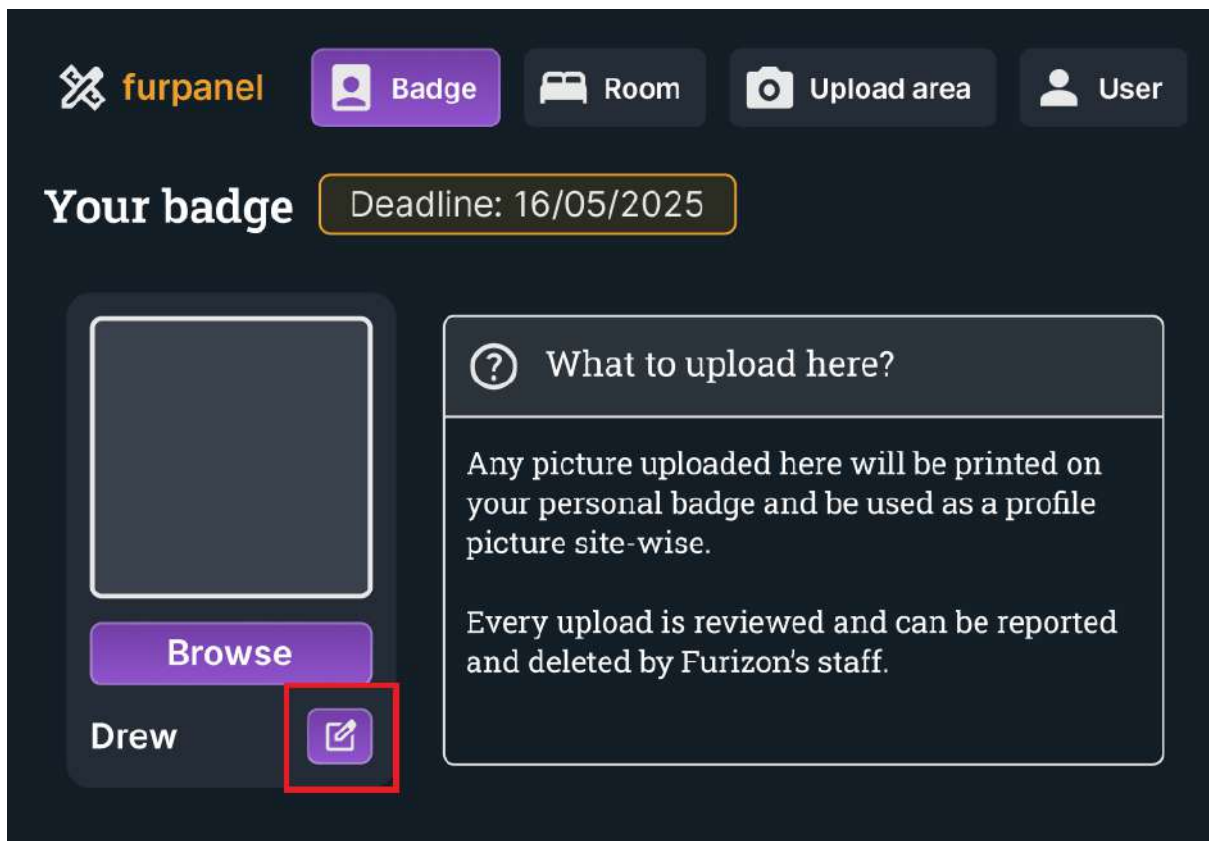 furpanel
Badge
Room
Upload area
User
Your badge
Deadline: 16/05/2025
What to upload here?
Any picture uploaded here will be printed on
your personal badge and be used as a profile
picture site-wise.
Every upload is reviewed and can be reported
and deleted by Furizon's staff.
Browse
Drew